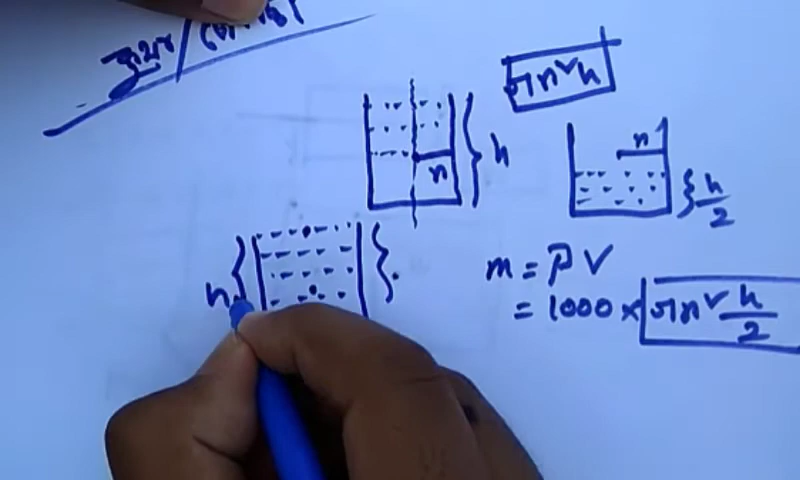 πr²h
h
r
r
h/2
m = ρV
= 1000 × πr² h/2
h